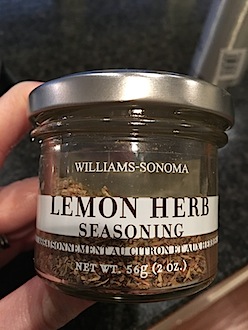 WILLIAMS-SONOMA
LEMON HERB
SEASONING
ASSAISONNEMENT AU CITRON ET AUX
NET WT. 56g (2 oz.)